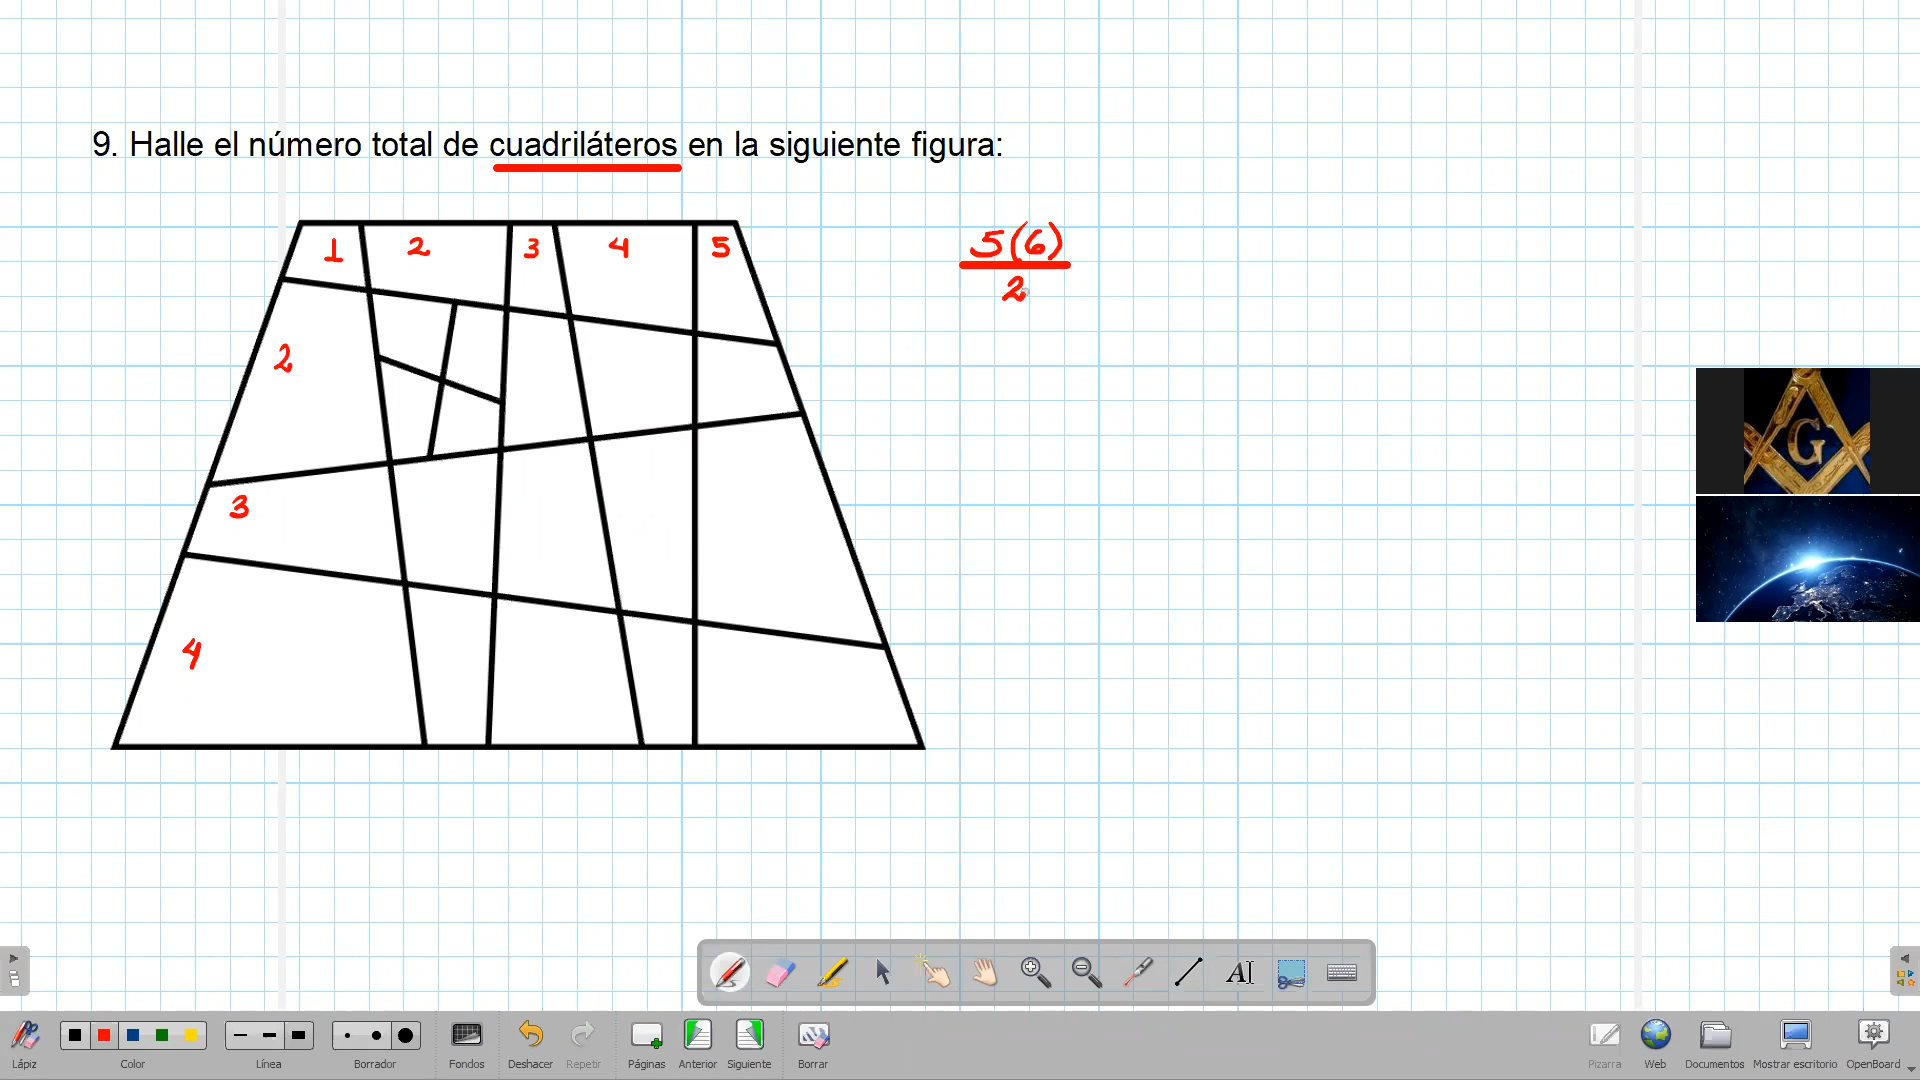 9. Halle el número total de cuadriláteros en la siguiente figura:
1 2 3 4 5
5(6)
2
2
3
4
G
AI
Lápiz Color Línea Borrador Fondos Deshacer Repetir Páginas Anterior Siguiente Borrar Pizarra Web Documentos Mostrar escritorio OpenBoard